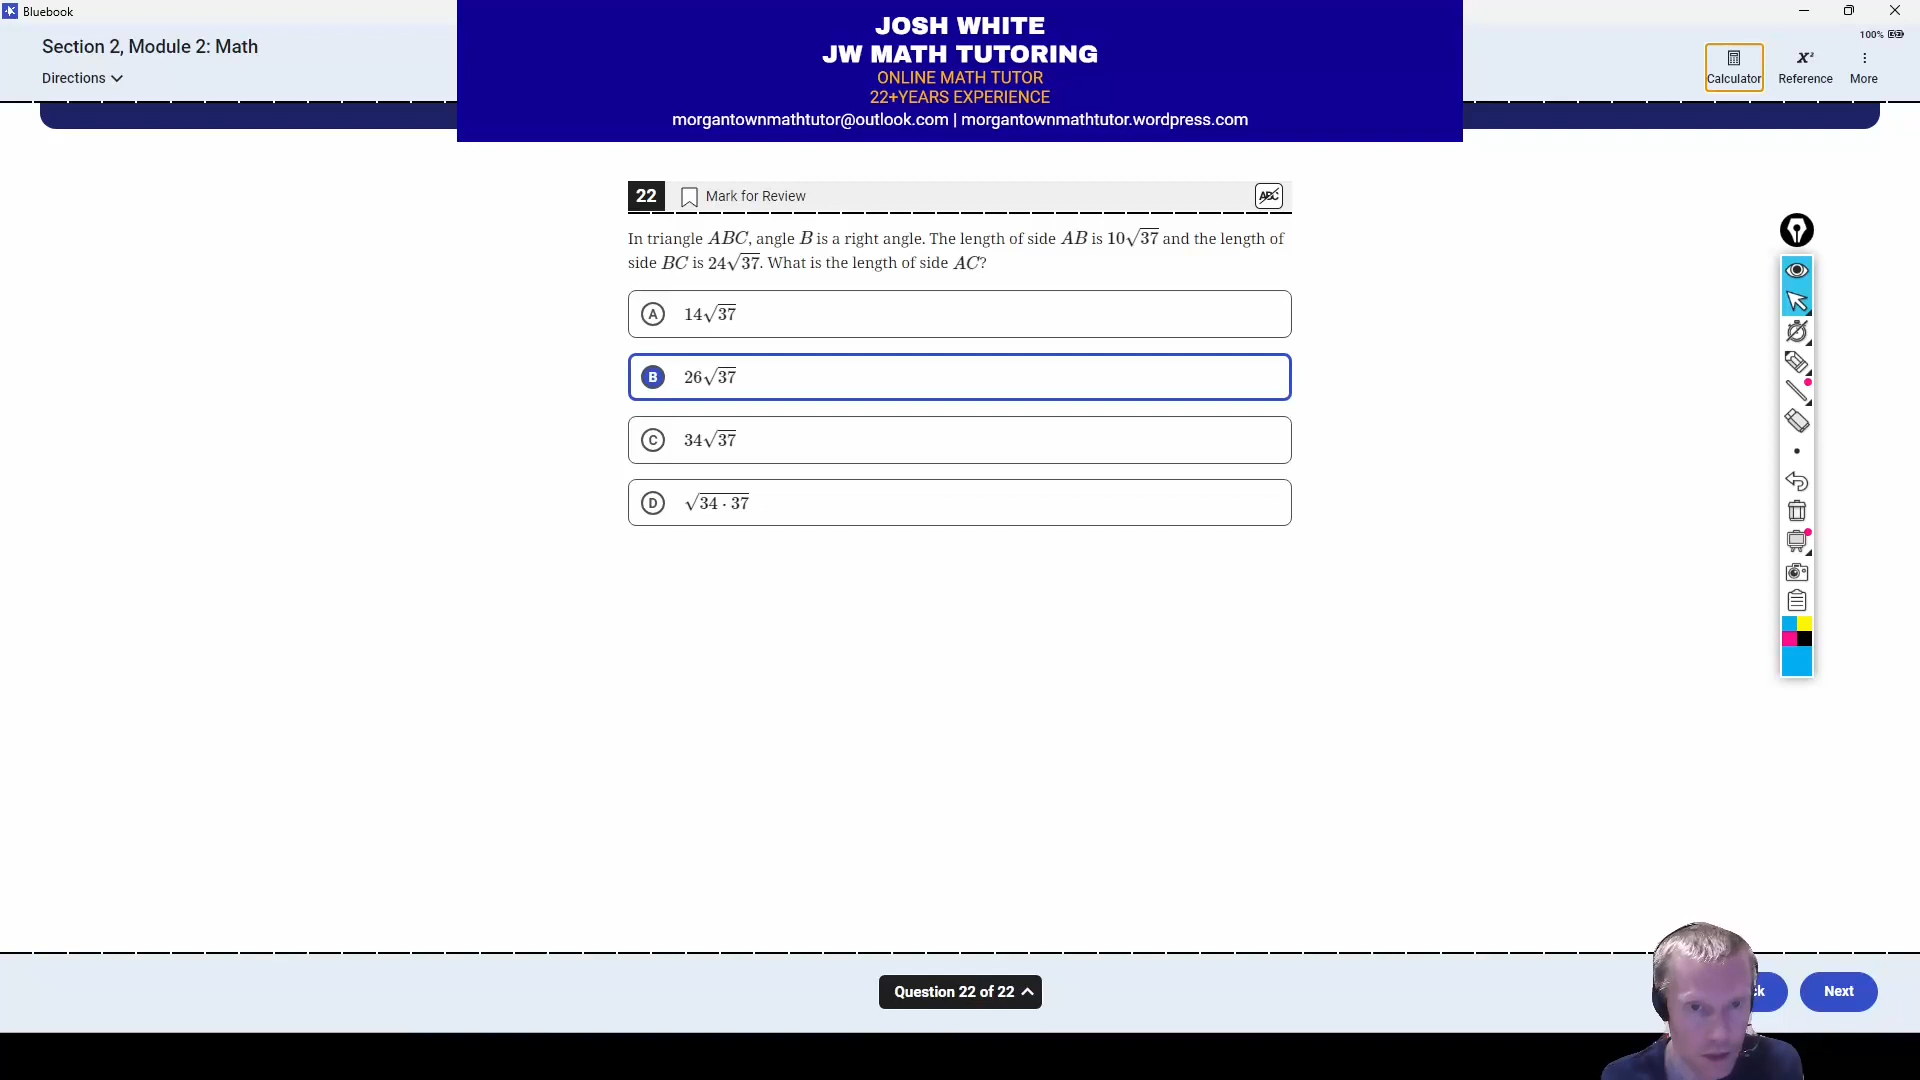 Bluebook
Section 2, Module 2: Math
Directions
JOSH WHITE
JW MATH TUTORING
ONLINE MATH TUTOR
22+YEARS EXPERIENCE
morgantownmathtutor@outlook.com | morgantownmathtutor.wordpress.com
100%
Calculator
x² Reference
More
22 Mark for Review ABC
In triangle ABC, angle B is a right angle. The length of side AB is 10√37 and the length of
side BC is 24√37. What is the length of side AC?
A 14√37
B 26√37
C 34√37
D √34 · 37
Question 22 of 22
Next